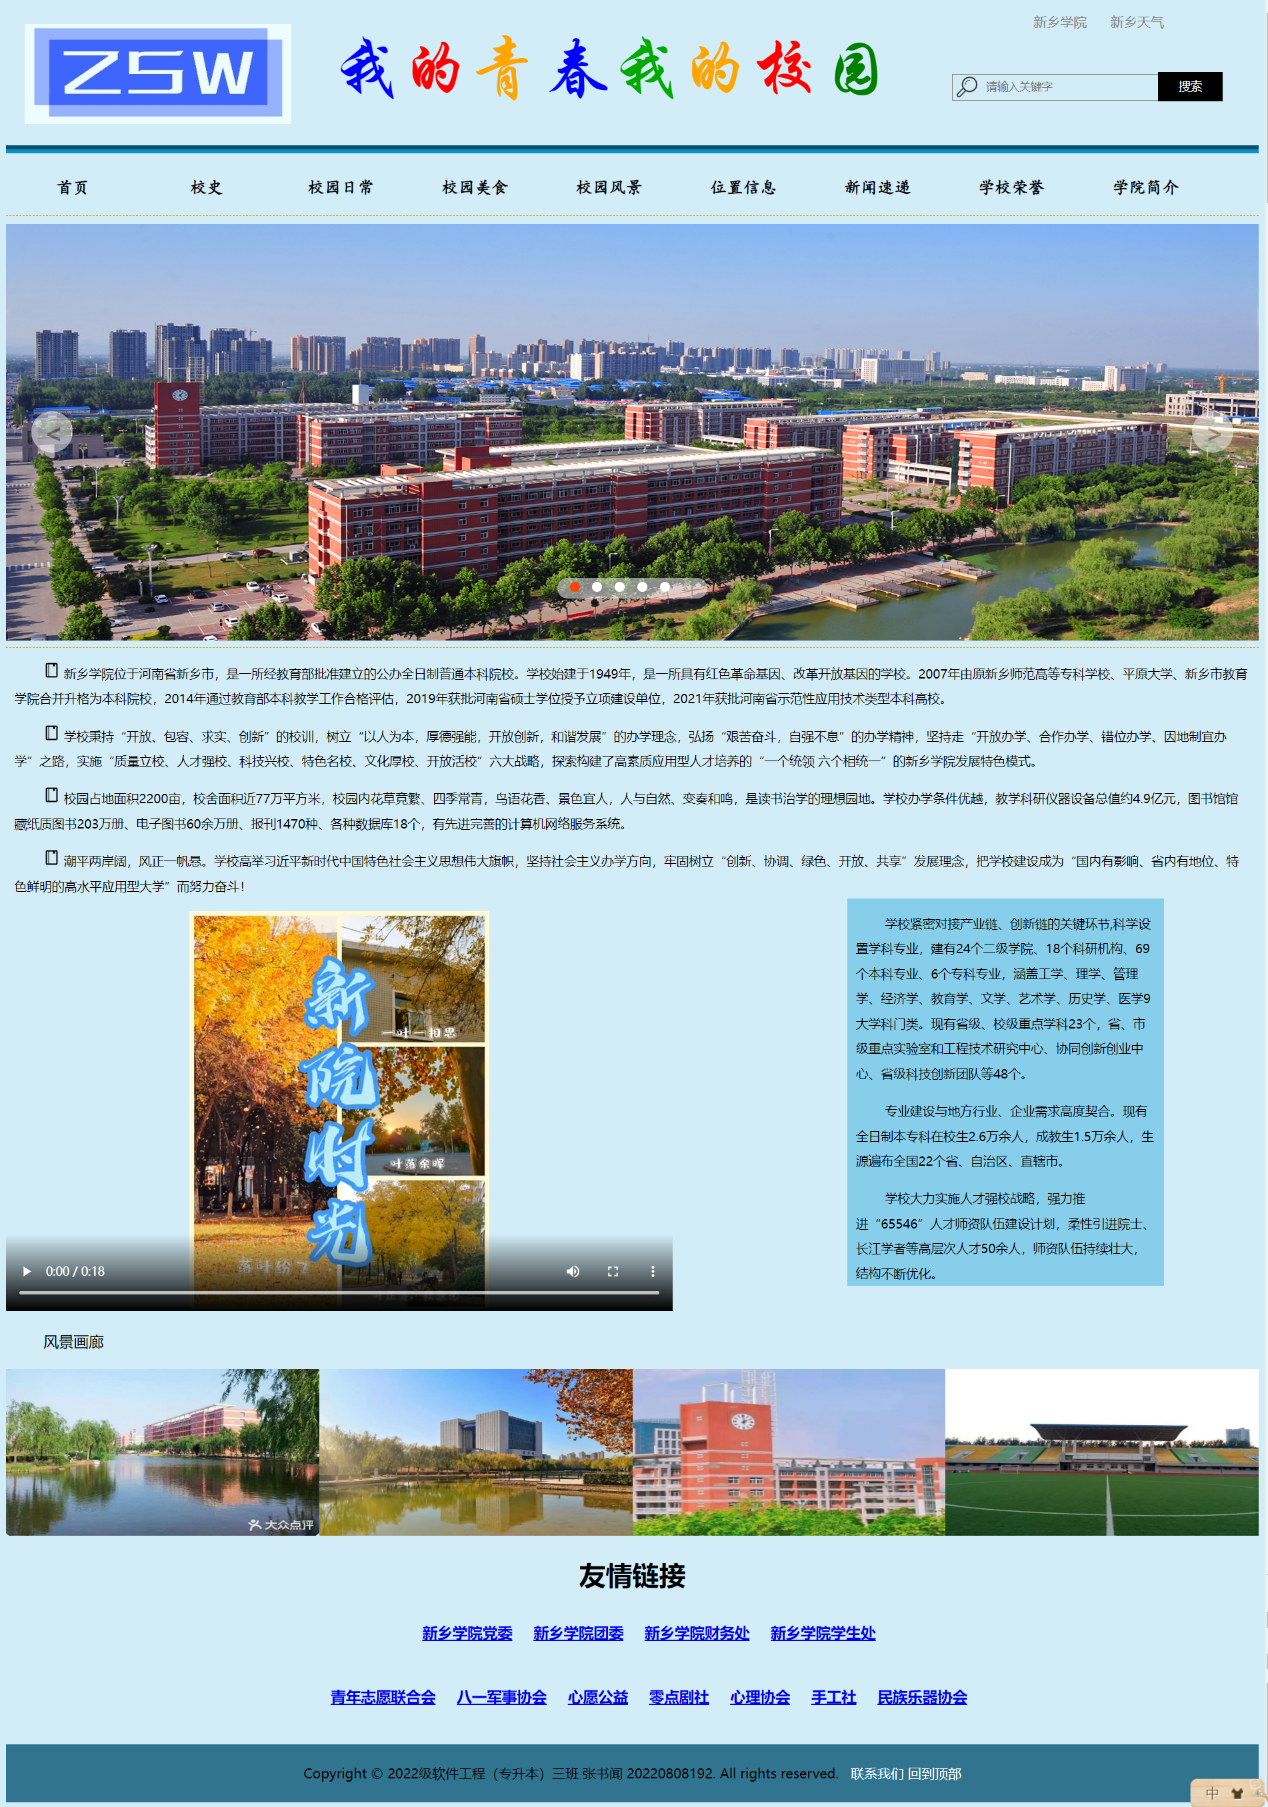 新乡学院 新乡天气
ZSW
我的青春我的校园
请输入关键字 搜索
首页 校史 校园日常 校园美食 校园风景 位置信息 新闻速递 学校荣誉 学院简介
< >
新乡学院位于河南省新乡市，是一所经教育部批准建立的公办全日制普通本科院校。学校始建于1949年，是一所具有红色革命基因、改革开放基因的学校。2007年由原新乡师范高等专科学校、平原大学、新乡市教育
学院合并升格为本科院校，2014年通过教育部本科教学工作合格评估，2019年获批河南省硕士学位授予立项建设单位，2021年获批河南省示范性应用技术类型本科高校。
学校秉持“开放、包容、求实、创新”的校训，树立“以人为本，厚德强能，开放创新，和谐发展”的办学理念，弘扬“艰苦奋斗，自强不息”的办学精神，坚持走“开放办学、合作办学、错位办学、因地制宜办
学”之路，实施“质量立校、人才强校、科技兴校、特色名校、文化厚校、开放活校”六大战略，探索构建了高素质应用型人才培养的“一个统领 六个相统一”的新乡学院发展特色模式。
校园占地面积2200亩，校舍面积近77万平方米，校园内花草竞繁、四季常青，鸟语花香、景色宜人，人与自然、变奏和鸣，是读书治学的理想园地。学校办学条件优越，教学科研仪器设备总值约4.9亿元，图书馆馆
藏纸质图书203万册、电子图书60余万册、报刊1470种、各种数据库18个，有先进完善的计算机网络服务系统。
潮平两岸阔，风正一帆悬。学校高举习近平新时代中国特色社会主义思想伟大旗帜，坚持社会主义办学方向，牢固树立“创新、协调、绿色、开放、共享”发展理念，把学校建设成为“国内有影响、省内有地位、特
色鲜明的高水平应用型大学”而努力奋斗！
新院时光
一叶一相思
叶落余晖
落叶纷飞
0:00 / 0:18
学校紧密对接产业链、创新链的关键环节,科学设
置学科专业，建有24个二级学院、18个科研机构、69
个本科专业、6个专科专业，涵盖工学、理学、管理
学、经济学、教育学、文学、艺术学、历史学、医学9
大学科门类。现有省级、校级重点学科23个，省、市
级重点实验室和工程技术研究中心、协同创新创业中
心、省级科技创新团队等48个。
专业建设与地方行业、企业需求高度契合。现有
全日制本专科在校生2.6万余人，成教生1.5万余人，生
源遍布全国22个省、自治区、直辖市。
学校大力实施人才强校战略，强力推
进“65546”人才师资队伍建设计划，柔性引进院士、
长江学者等高层次人才50余人，师资队伍持续壮大，
结构不断优化。
风景画廊
大众点评
友情链接
新乡学院党委 新乡学院团委 新乡学院财务处 新乡学院学生处
青年志愿联合会 八一军事协会 心愿公益 零点剧社 心理协会 手工社 民族乐器协会
Copyright © 2022级软件工程（专升本）三班 张书闻 20220808192. All rights reserved. 联系我们 回到顶部
中